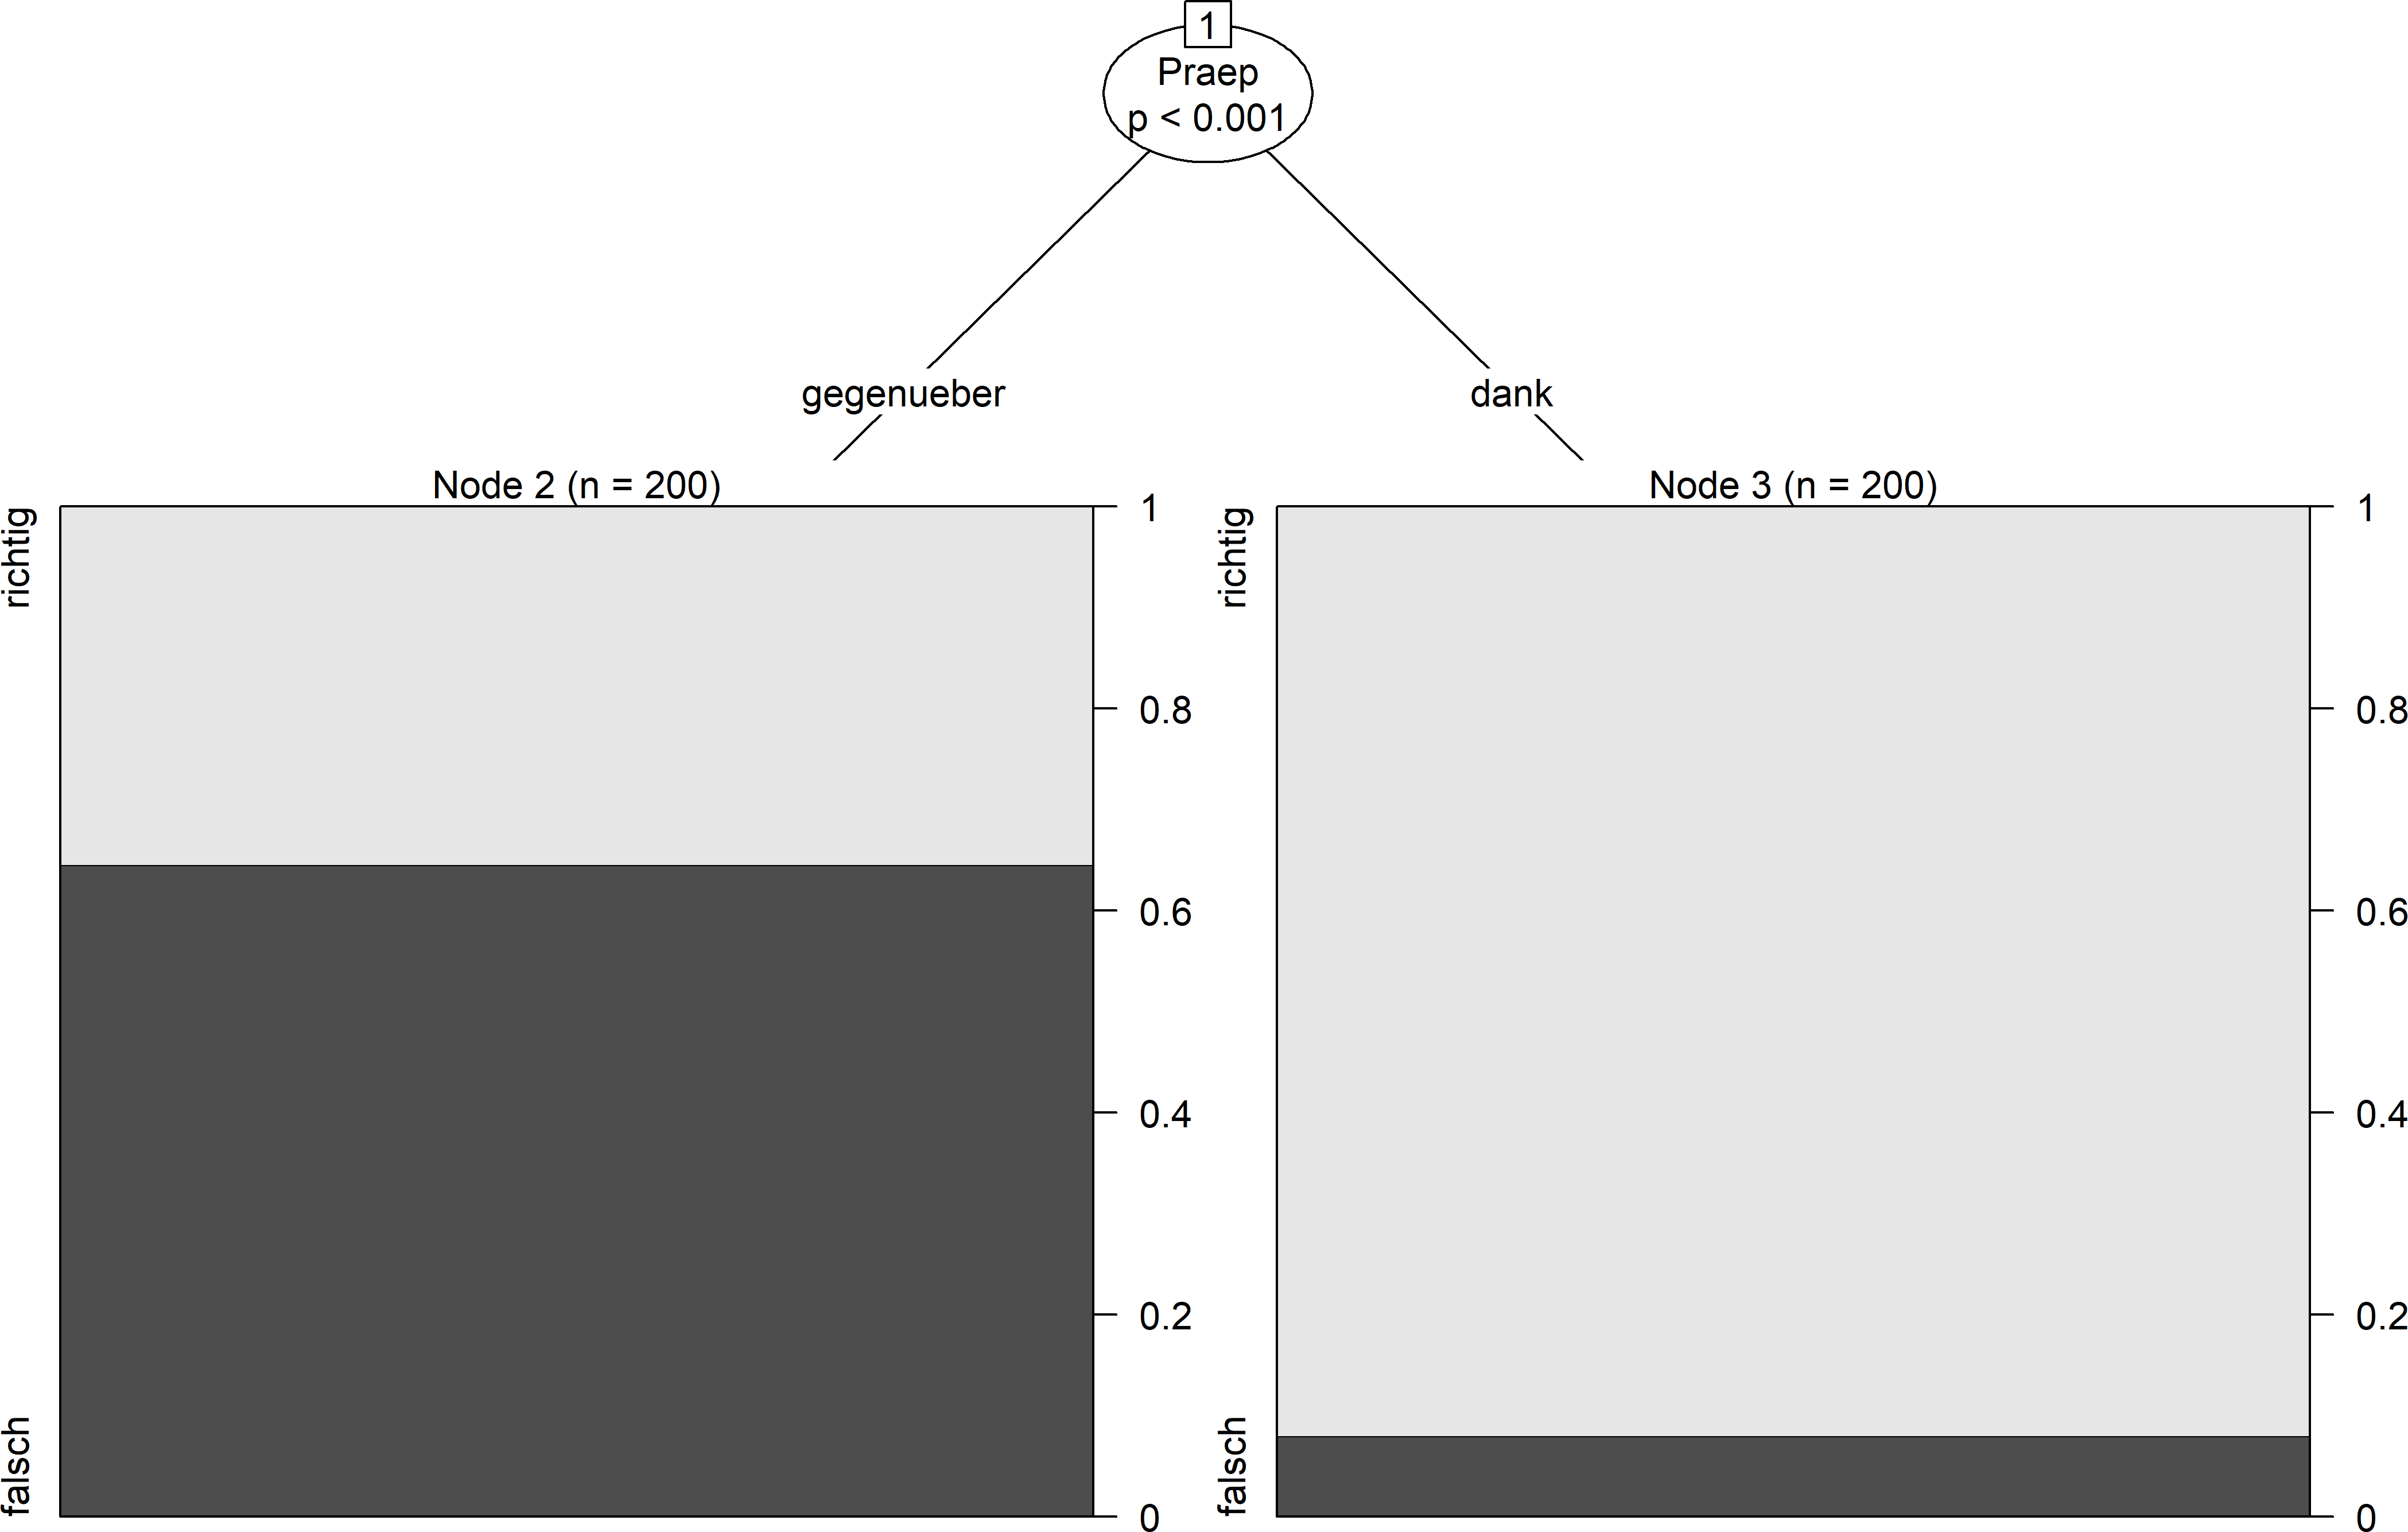 1
Praep
p < 0.001
gegenueber
dank
Node 2 (n = 200)
richtig
falsch
1
0.8
0.6
0.4
0.2
0
Node 3 (n = 200)
richtig
falsch
1
0.8
0.6
0.4
0.2
0